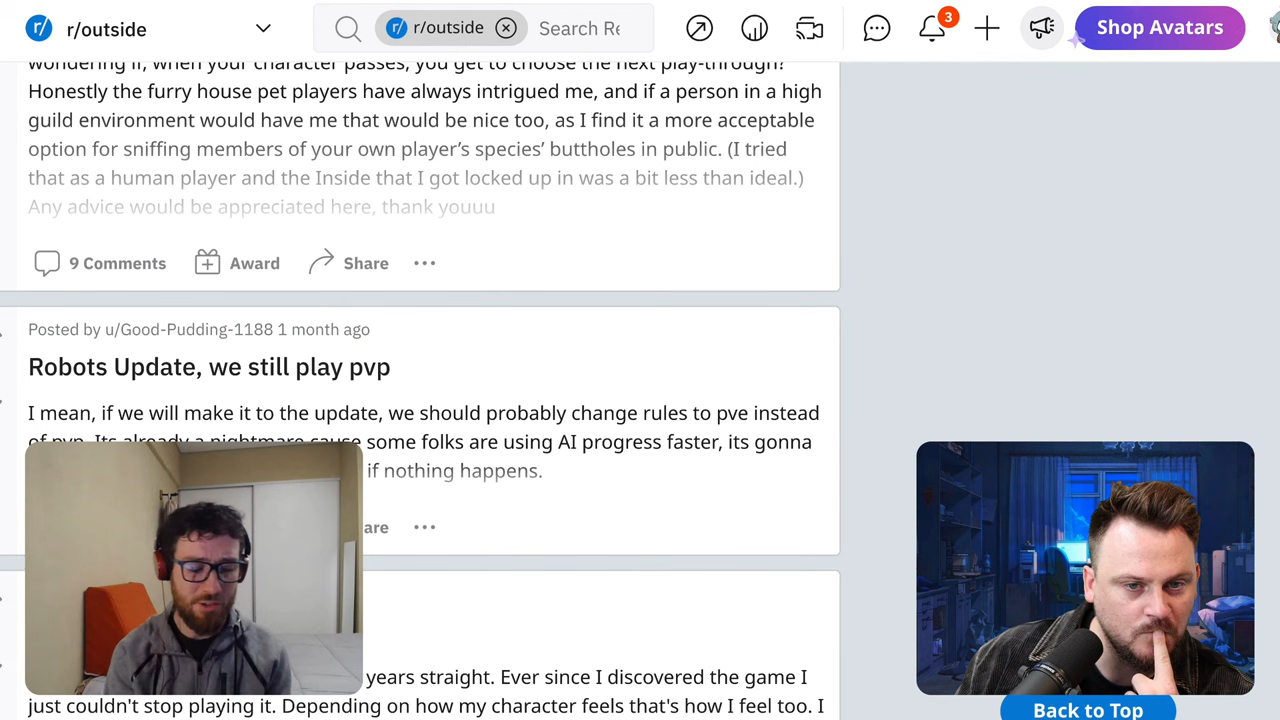 r/outside
r/outside
Search Re
3
Shop Avatars
wondering if, when your character passes, you get to choose the next play-through?
Honestly the furry house pet players have always intrigued me, and if a person in a high
guild environment would have me that would be nice too, as I find it a more acceptable
option for sniffing members of your own player’s species’ buttholes in public. (I tried
that as a human player and the Inside that I got locked up in was a bit less than ideal.)
Any advice would be appreciated here, thank youuu
9 Comments
Award
Share
Posted by u/Good-Pudding-1188 1 month ago
Robots Update, we still play pvp
I mean, if we will make it to the update, we should probably change rules to pve instead
of pvp. Its already a nightmare cause some folks are using AI progress faster, its gonna
if nothing happens.
are
years straight. Ever since I discovered the game I
just couldn't stop playing it. Depending on how my character feels that's how I feel too. I
Back to Top